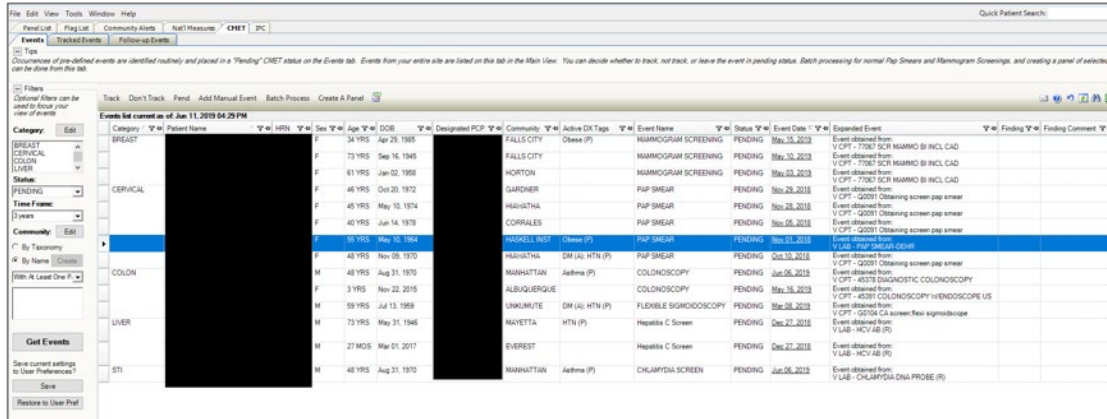 File Edit View Tools Window Help Quick Patient Search:
Panel List Flag List Community Alerts Nat'l Measures CMET IPC
Events Tracked Events Follow-up Events
Tips
Occurrences of pre-defined events are identified routinely and placed in a "Pending" CMET status on the Events tab. Events from your entire site are listed on this tab in the Main View. You can decide whether to track, not track, or leave the event in pending status. Batch processing for normal Pap Smears and Mammogram Screenings, and creating a panel of selected
can be done from this tab.
Filters
Optional filters can be used to focus your view of events
Category: Edit
BREAST
CERVICAL
COLON
LIVER
Status:
PENDING
Time Frame:
3 years
Community: Edit
By Taxonomy
By Name Create
With At Least One P
Get Events
Save current settings to User Preferences?
Save
Restore to User Pref
Track Don't Track Pend Add Manual Event Batch Process Create A Panel
Events list current as of: Jun 11, 2019 04:29 PM
Category Patient Name HRN Sex Age DOB Designated PCP Community Active DX Tags Event Name Status Event Date Expanded Event Finding Finding Comment
BREAST F 34 YRS Apr 29, 1985 FALLS CITY Obese (P) MAMMOGRAM SCREENING PENDING May 15, 2019 Event obtained from:
V CPT - 77067 SCR MAMMO BI INCL CAD
F 73 YRS Sep 16, 1945 FALLS CITY MAMMOGRAM SCREENING PENDING May 10, 2019 Event obtained from:
V CPT - 77067 SCR MAMMO BI INCL CAD
F 61 YRS Jan 02, 1958 HORTON MAMMOGRAM SCREENING PENDING May 03, 2019 Event obtained from:
V CPT - 77067 SCR MAMMO BI INCL CAD
CERVICAL F 46 YRS Oct 20, 1972 GARDNER PAP SMEAR PENDING Nov 29, 2018 Event obtained from:
V CPT - Q0091 Obtaining screen pap smear
F 45 YRS May 10, 1974 HIAWATHA PAP SMEAR PENDING Nov 28, 2018 Event obtained from:
V CPT - Q0091 Obtaining screen pap smear
F 40 YRS Jun 14, 1978 CORRALES PAP SMEAR PENDING Nov 05, 2018 Event obtained from:
V CPT - Q0091 Obtaining screen pap smear
F 55 YRS May 10, 1964 HASKELL INST Obese (P) PAP SMEAR PENDING Nov 01, 2018 Event obtained from:
V LAB - PAP SMEAR-DEHR
F 48 YRS Nov 09, 1970 HIAWATHA DM (A); HTN (P) PAP SMEAR PENDING Oct 10, 2018 Event obtained from:
V CPT - Q0091 Obtaining screen pap smear
COLON M 48 YRS Aug 31, 1970 MANHATTAN Asthma (P) COLONOSCOPY PENDING Jun 06, 2019 Event obtained from:
V CPT - 45378 DIAGNOSTIC COLONOSCOPY
F 3 YRS Nov 22, 2015 ALBUQUERQUE COLONOSCOPY PENDING May 16, 2019 Event obtained from:
V CPT - 45391 COLONOSCOPY W/ENDOSCOPE US
M 59 YRS Jul 13, 1959 UNKUMUTE DM (A); HTN (P) FLEXIBLE SIGMOIDOSCOPY PENDING Mar 08, 2019 Event obtained from:
V CPT - G0104 CA screen;flexi sigmoidscope
LIVER M 73 YRS May 31, 1946 MAYETTA HTN (P) Hepatitis C Screen PENDING Dec 27, 2018 Event obtained from:
V LAB - HCV AB (R)
M 27 MOS Mar 01, 2017 EVEREST Hepatitis C Screen PENDING Dec 27, 2018 Event obtained from:
V LAB - HCV AB (R)
STI M 48 YRS Aug 31, 1970 MANHATTAN Asthma (P) CHLAMYDIA SCREEN PENDING Jun 06, 2019 Event obtained from:
V LAB - CHLAMYDIA DNA PROBE (R)